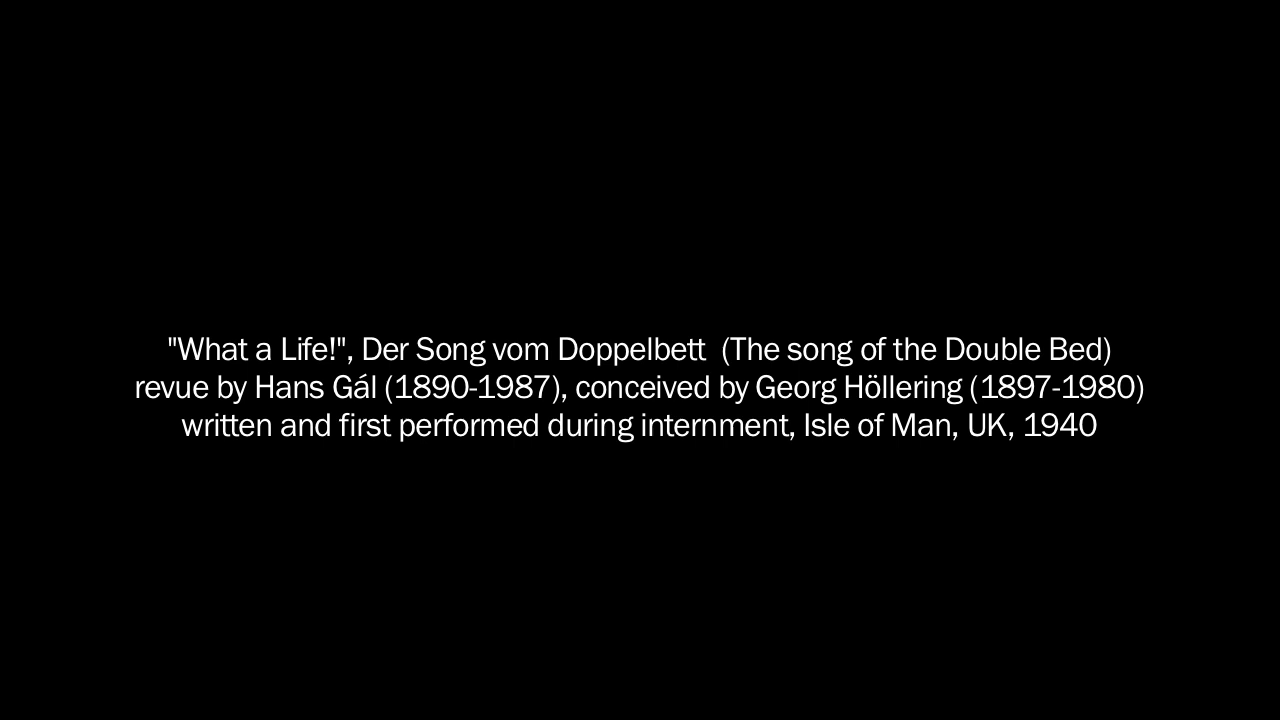 "What a Life!", Der Song vom Doppelbett  (The song of the Double Bed)
revue by Hans Gál (1890-1987), conceived by Georg Höllering (1897-1980)
written and first performed during internment, Isle of Man, UK, 1940